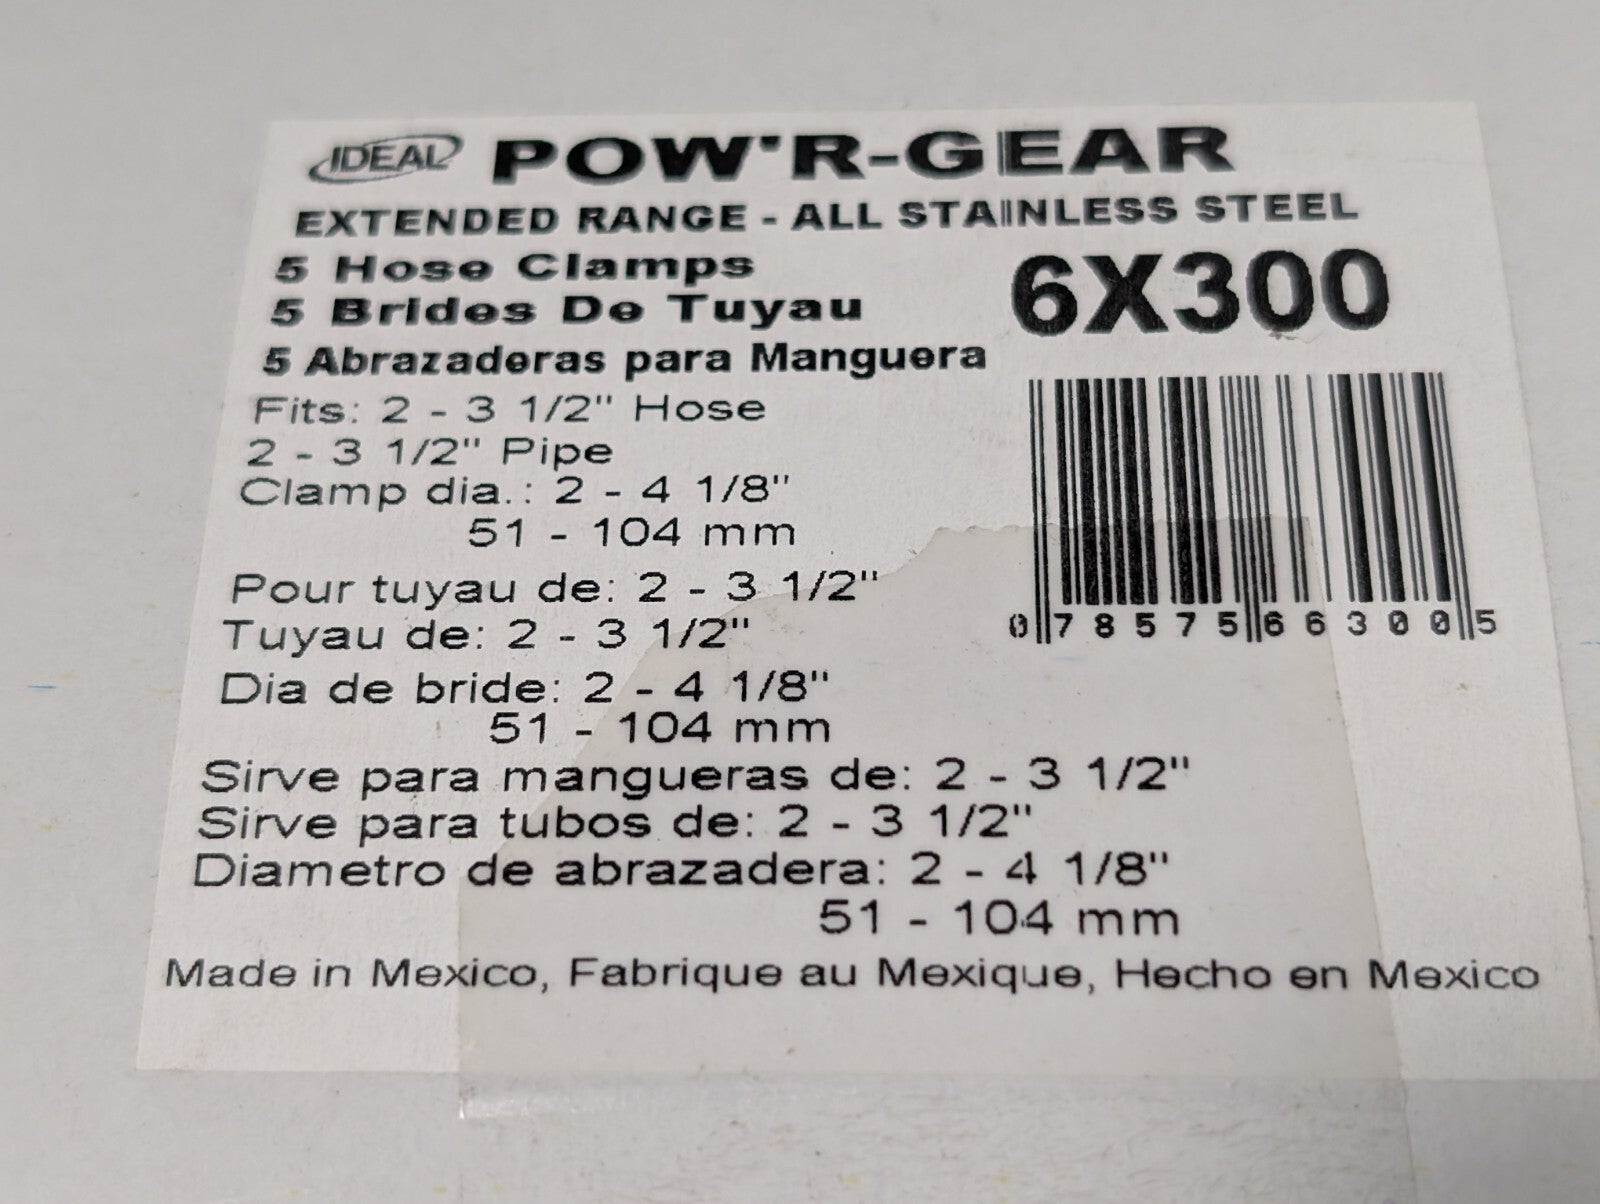 IDEAL POW'R-GEAR
EXTENDED RANGE - ALL STAINLESS STEEL
5 Hose Clamps
5 Brides De Tuyau
5 Abrazaderas para Manguera
6X300
Fits: 2 - 3 1/2" Hose
2 - 3 1/2" Pipe
Clamp dia.: 2 - 4 1/8"
51 - 104 mm
0 78575 66300 5
Pour tuyau de: 2 - 3 1/2"
Tuyau de: 2 - 3 1/2"
Dia de bride: 2 - 4 1/8"
51 - 104 mm
Sirve para mangueras de: 2 - 3 1/2"
Sirve para tubos de: 2 - 3 1/2"
Diametro de abrazadera: 2 - 4 1/8"
51 - 104 mm
Made in Mexico, Fabrique au Mexique, Hecho en Mexico